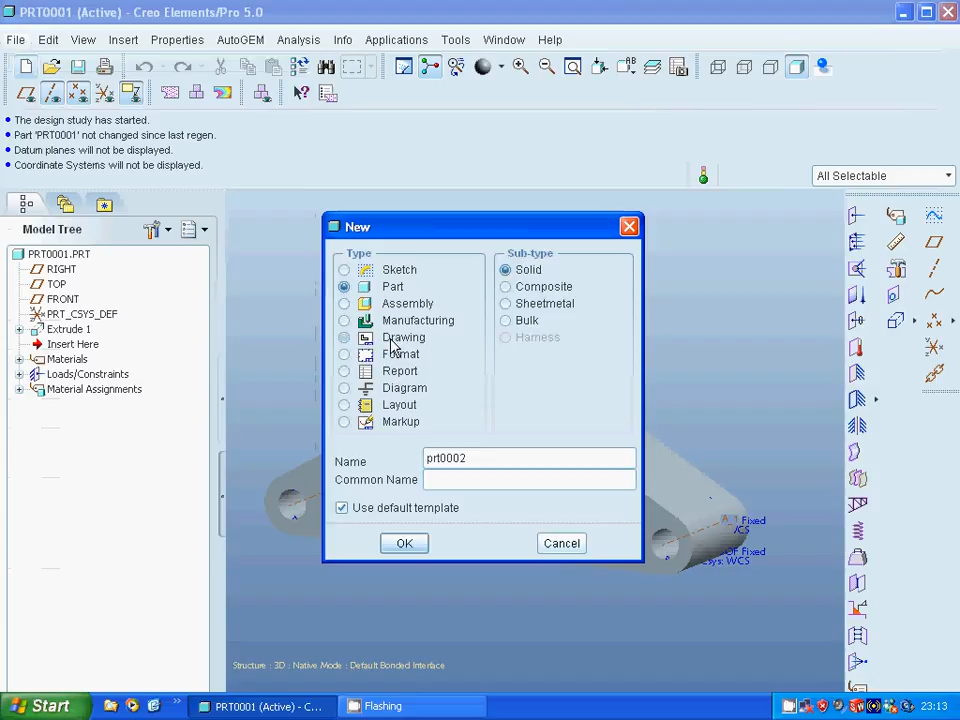 PRT0001 (Active) - Creo Elements/Pro 5.0
File Edit View Insert Properties AutoGEM Analysis Info Applications Tools Window Help
The design study has started.
Part 'PRT0001' not changed since last regen.
Datum planes will not be displayed.
Coordinate Systems will not be displayed.
All Selectable
Model Tree
PRT0001.PRT
RIGHT
TOP
FRONT
PRT_CSYS_DEF
Extrude 1
Insert Here
Materials
Loads/Constraints
Material Assignments
New
Type
Sketch
Part
Assembly
Manufacturing
Drawing
Format
Report
Diagram
Layout
Markup
Sub-type
Solid
Composite
Sheetmetal
Bulk
Harness
Name prt0002
Common Name
Use default template
OK Cancel
Fixed
WCS
Fixed
Csys: WCS
Structure : 3D : Native Mode : Default Bonded Interface
Start
PRT0001 (Active) - C...
Flashing
23:13